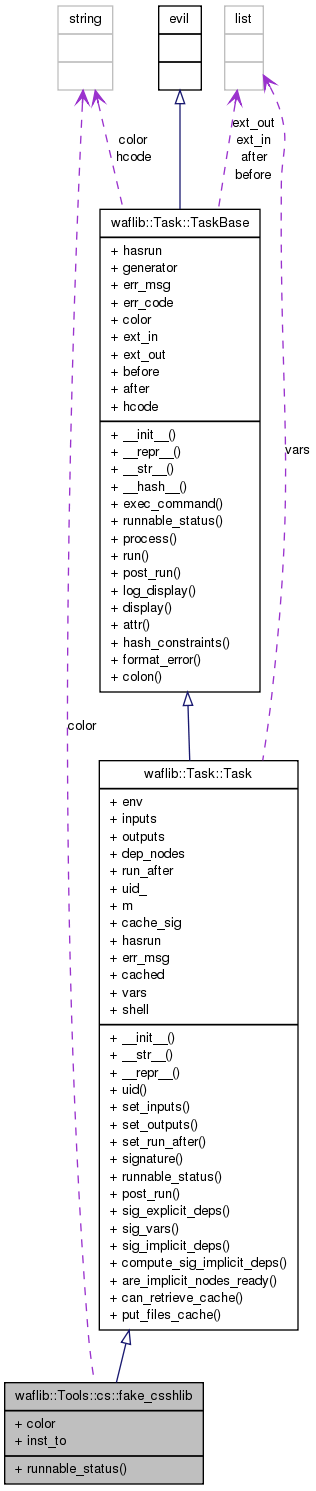 string
evil
list
color
hcode
ext_out
ext_in
after
before
waflib::Task::TaskBase
+ hasrun
+ generator
+ err_msg
+ err_code
+ color
+ ext_in
+ ext_out
+ before
+ after
+ hcode
+ __init__()
+ __repr__()
+ __str__()
+ __hash__()
+ exec_command()
+ runnable_status()
+ process()
+ run()
+ post_run()
+ log_display()
+ display()
+ attr()
+ hash_constraints()
+ format_error()
+ colon()
vars
color
waflib::Task::Task
+ env
+ inputs
+ outputs
+ dep_nodes
+ run_after
+ uid_
+ m
+ cache_sig
+ hasrun
+ err_msg
+ cached
+ vars
+ shell
+ __init__()
+ __str__()
+ __repr__()
+ uid()
+ set_inputs()
+ set_outputs()
+ set_run_after()
+ signature()
+ runnable_status()
+ post_run()
+ sig_explicit_deps()
+ sig_vars()
+ sig_implicit_deps()
+ compute_sig_implicit_deps()
+ are_implicit_nodes_ready()
+ can_retrieve_cache()
+ put_files_cache()
waflib::Tools::cs::fake_csshlib
+ color
+ inst_to
+ runnable_status()